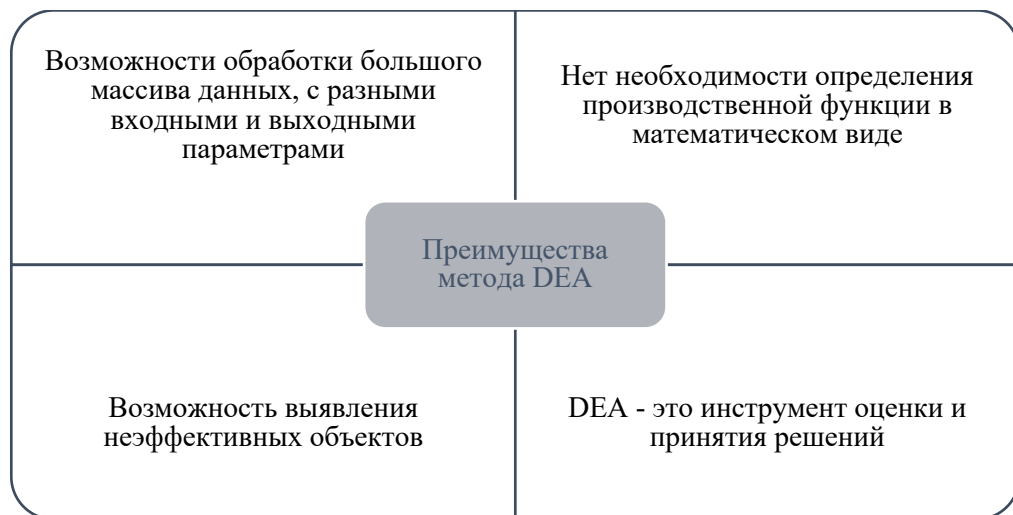 Возможности обработки большого
массива данных, с разными
входными и выходными
параметрами
Нет необходимости определения
производственной функции в
математическом виде
Преимущества
метода DEA
Возможность выявления
неэффективных объектов
DEA - это инструмент оценки и
принятия решений